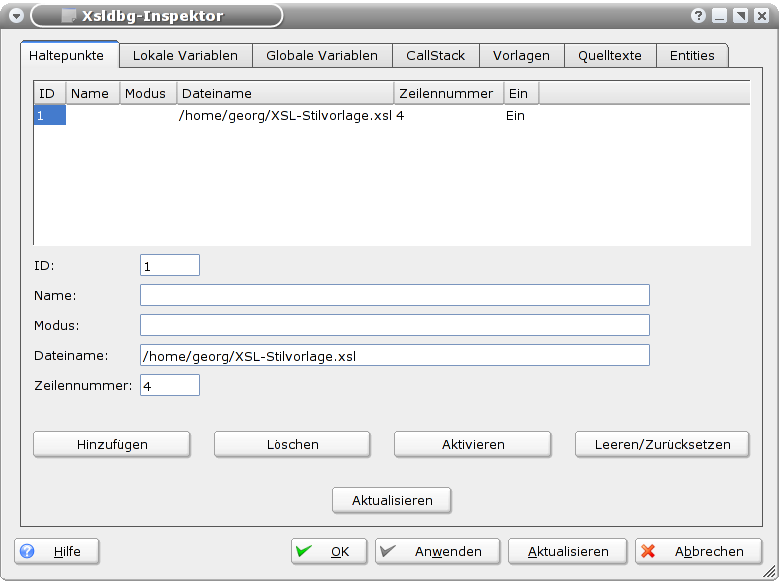 Xsldbg-Inspektor
Haltepunkte Lokale Variablen Globale Variablen CallStack Vorlagen Quelltexte Entities
ID Name Modus Dateiname Zeilennummer Ein
1 /home/georg/XSL-Stilvorlage.xsl 4 Ein
ID: 1
Name:
Modus:
Dateiname: /home/georg/XSL-Stilvorlage.xsl
Zeilennummer: 4
Hinzufügen Löschen Aktivieren Leeren/Zurücksetzen
Aktualisieren
Hilfe OK Anwenden Aktualisieren Abbrechen